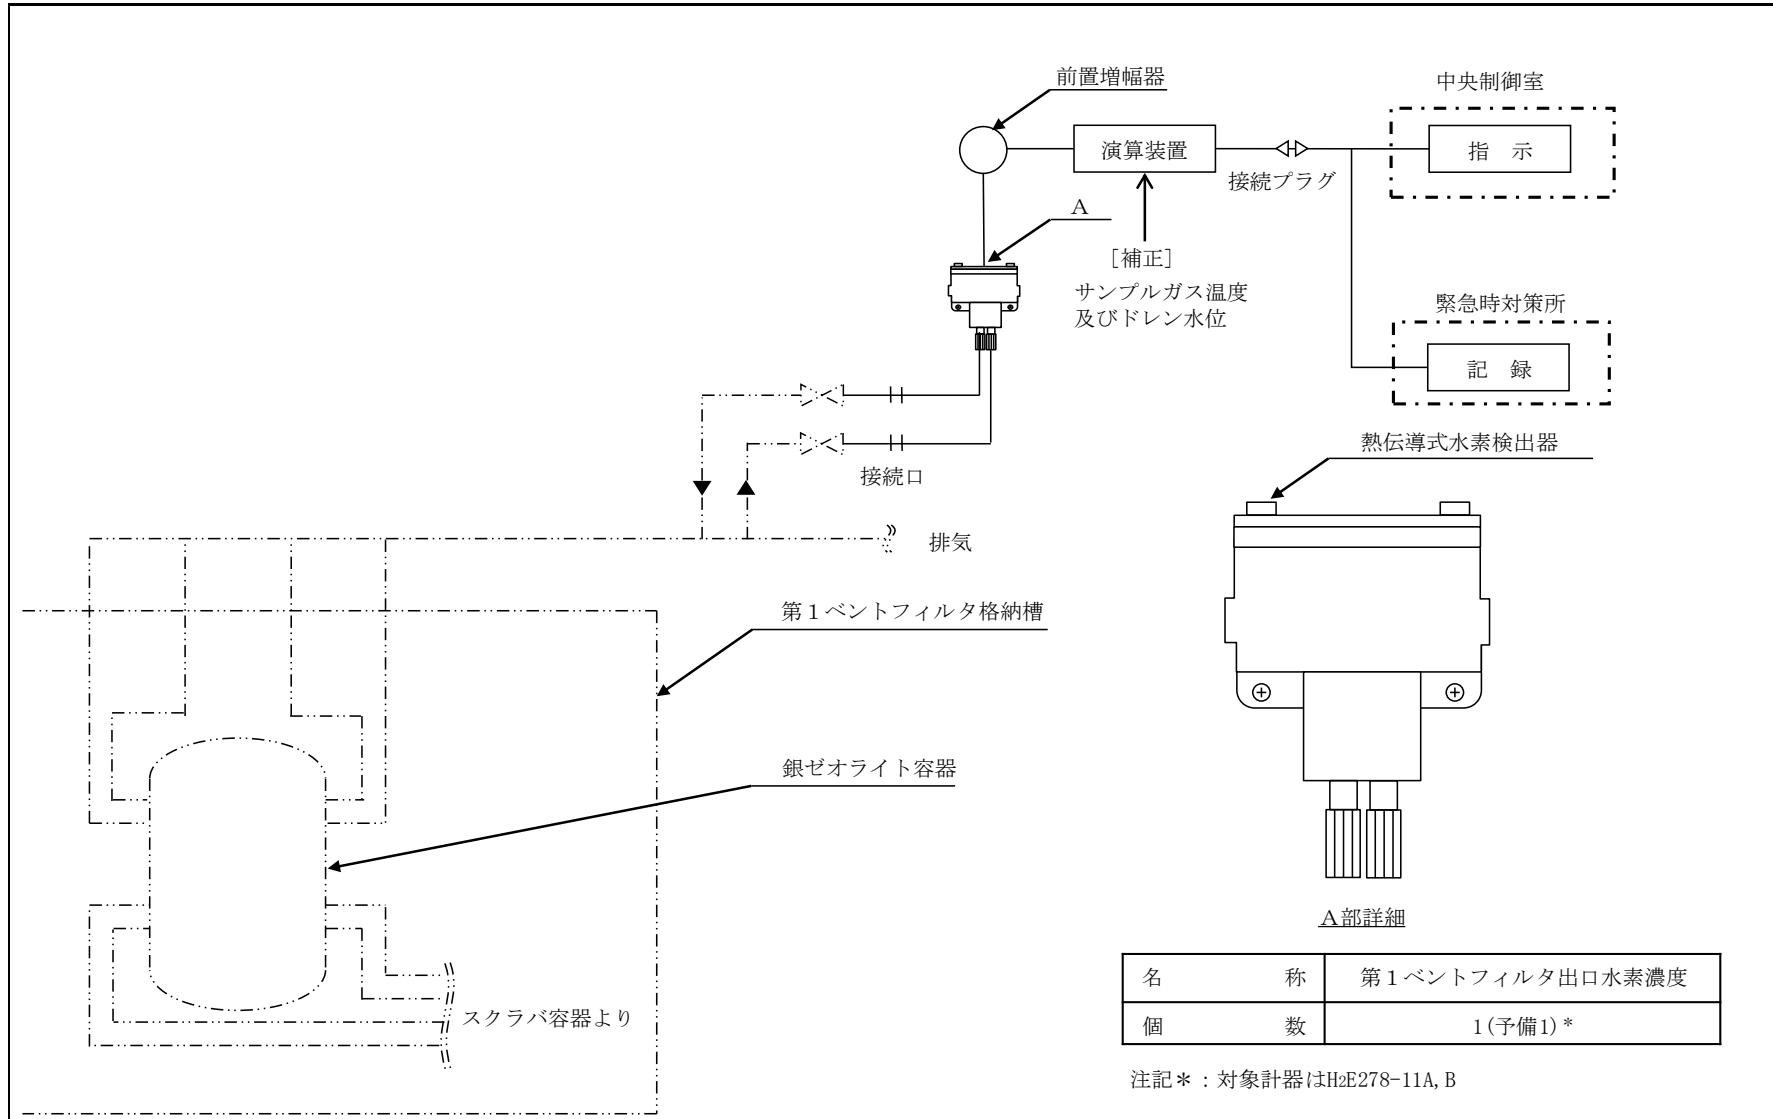 前置増幅器
中央制御室
演算装置
指 示
接続プラグ
A
[補正]
サンプルガス温度
及びドレン水位
緊急時対策所
記 録
熱伝導式水素検出器
接続口
排気
第1ベントフィルタ格納槽
銀ゼオライト容器
スクラバ容器より
A部詳細
名 称 第1ベントフィルタ出口水素濃度
個 数 1(予備1)*
注記*:対象計器はH2E278-11A,B